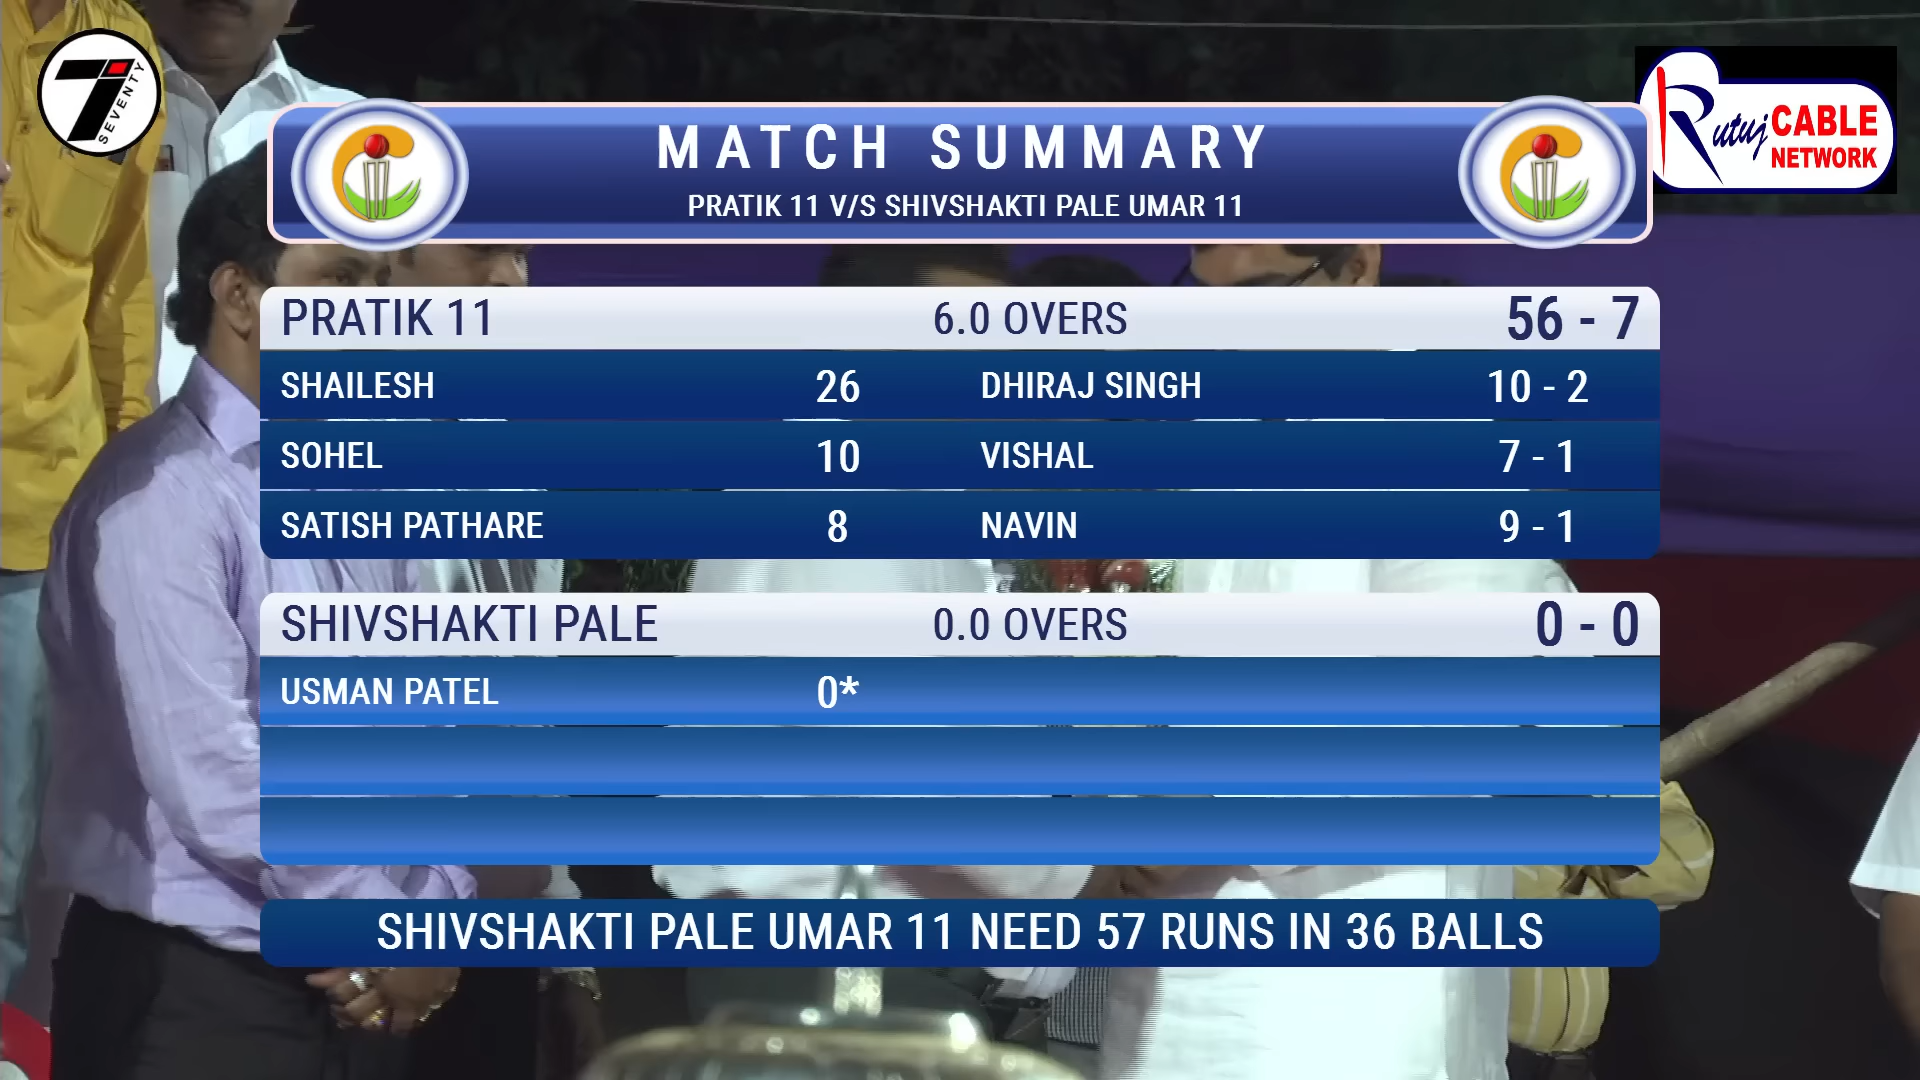 7 SEVENTY
Rutuj CABLE
NETWORK
MATCH SUMMARY
PRATIK 11 V/S SHIVSHAKTI PALE UMAR 11
PRATIK 11 6.0 OVERS 56 - 7
SHAILESH 26 DHIRAJ SINGH 10 - 2
SOHEL 10 VISHAL 7 - 1
SATISH PATHARE 8 NAVIN 9 - 1
SHIVSHAKTI PALE 0.0 OVERS 0 - 0
USMAN PATEL 0*
SHIVSHAKTI PALE UMAR 11 NEED 57 RUNS IN 36 BALLS